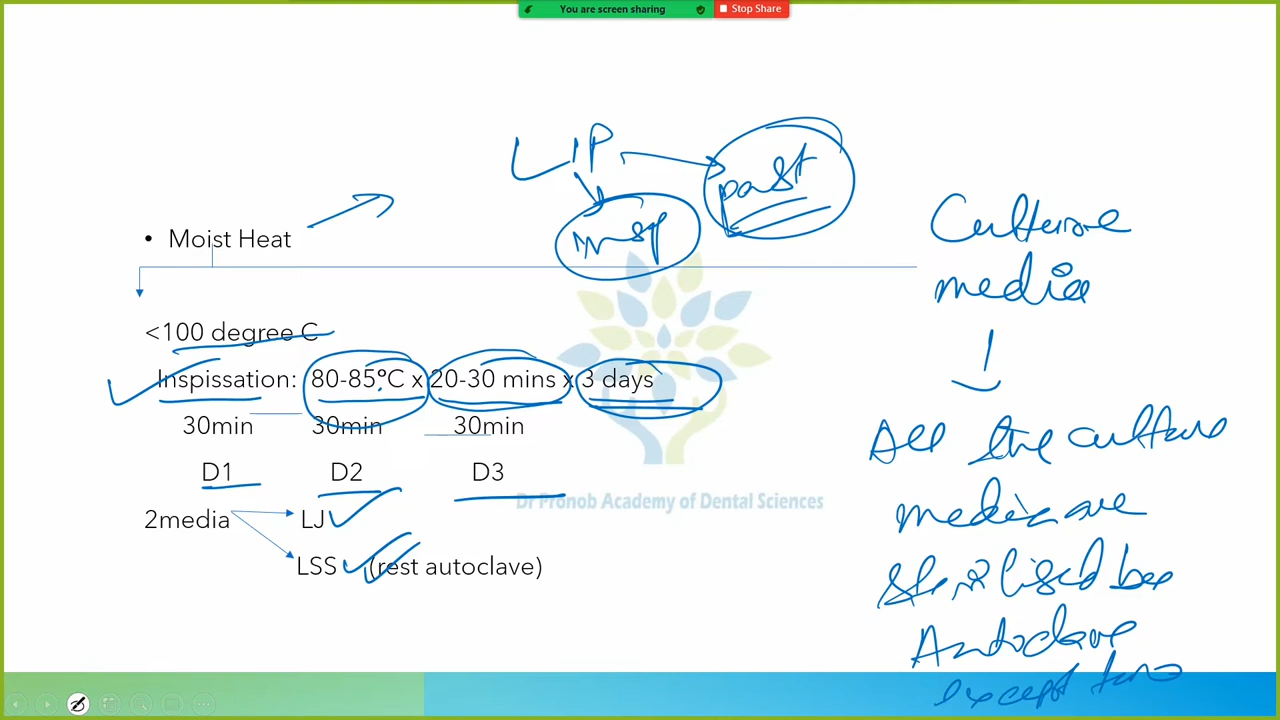 You are screen sharing Stop Share
IP
past
insp
• Moist Heat
<100 degree C
Inspissation: 80-85°C x 20-30 mins x 3 days
30min 30min 30min
D1 D2 D3
2media LJ
LSS (rest autoclave)
Dr Pronob Academy of Dental Sciences
Culture
media
All the culture
media are
sterilised by
Autoclave
except two